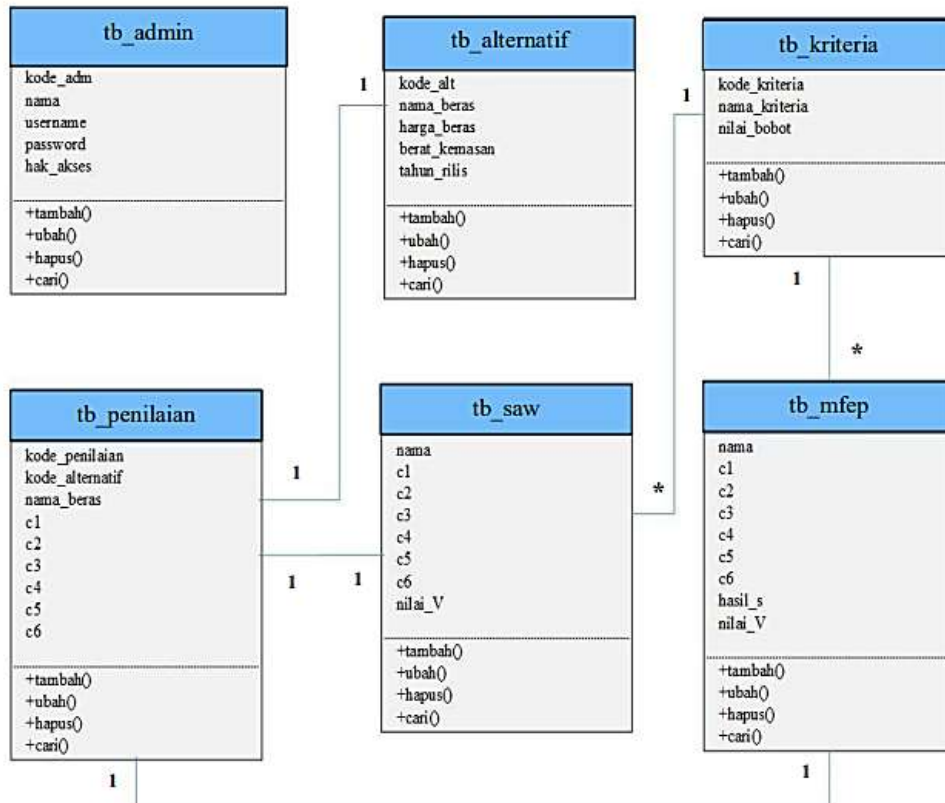 tb_admin
kode_adm
nama
username
password
hak_akses
+tambah()
+ubah()
+hapus()
+cari()
tb_alternatif
kode_alt
nama_beras
harga_beras
berat_kemasan
tahun_rilis
+tambah()
+ubah()
+hapus()
+cari()
tb_kriteria
kode_kriteria
nama_kriteria
nilai_bobot
+tambah()
+ubah()
+hapus()
+cari()
1
1
1
*
tb_penilaian
kode_penilaian
kode_alternatif
nama_beras
c1
c2
c3
c4
c5
c6
+tambah()
+ubah()
+hapus()
+cari()
1
1
1
tb_saw
nama
c1
c2
c3
c4
c5
c6
nilai_V
+tambah()
+ubah()
+hapus()
+cari()
*
tb_mfep
nama
c1
c2
c3
c4
c5
c6
hasil_s
nilai_V
+tambah()
+ubah()
+hapus()
+cari()
1
1